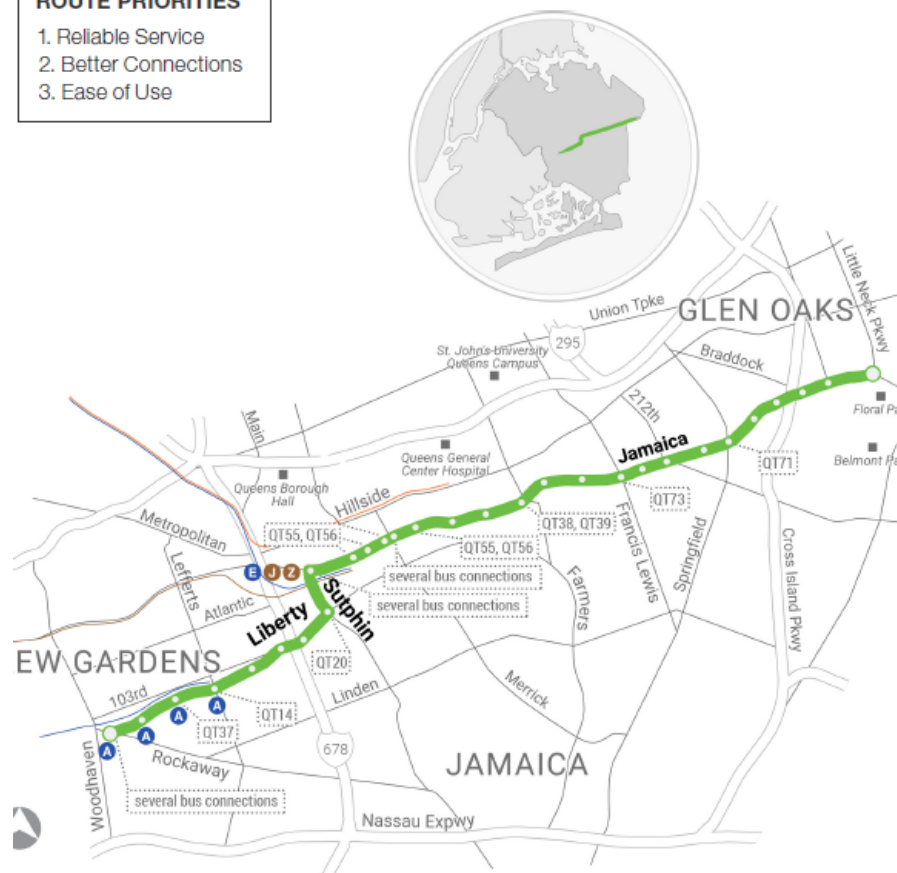 ROUTE PRIORITIES
1. Reliable Service
2. Better Connections
3. Ease of Use
Little Neck Pkwy
Union Tpke
GLEN OAKS
295
St. John's University
Queens Campus
Braddock
212th
Floral Pa
Main
Jamaica
Queens General
Center Hospital
Belmont Pa
QT71
Queens Borough
Hall
Hillside
QT73
Metropolitan
QT55, QT56
QT38, QT39
Francis Lewis
Springfield
Cross Island Pkwy
QT55, QT56
Lefferts
E J Z
several bus connections
Farmers
Atlantic
Sutphin
several bus connections
Liberty
EW GARDENS
QT20
103rd
Linden
Merrick
A
A
A
A
QT14
QT37
678
Rockaway
JAMAICA
Woodhaven
several bus connections
Nassau Expwy